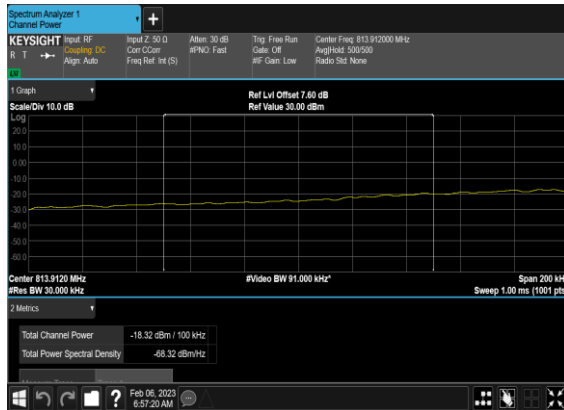 Spectrum Analyzer 1
Channel Power
KEYSIGHT Input: RF Input Z: 50 Ω Atten: 30 dB Trig: Free Run Center Freq: 813.912000 MHz
R T Coupling: DC Corr CCorr #PNO: Fast Gate: Off Avg|Hold: 500/500
Align: Auto Freq Ref: Int (S) #IF Gain: Low Radio Std: None
1 Graph
Ref Lvl Offset 7.60 dB
Scale/Div 10.0 dB Ref Value 30.00 dBm
Log
20.0
10.0
0.00
-10.0
-20.0
-30.0
-40.0
-50.0
-60.0
Center 813.9120 MHz #Video BW 91.000 kHz* Span 200 kH
#Res BW 30.000 kHz Sweep 1.00 ms (1001 pts
2 Metrics
Total Channel Power -18.32 dBm / 100 kHz
Total Power Spectral Density -68.32 dBm/Hz
? Feb 06, 2023
6:57:20 AM